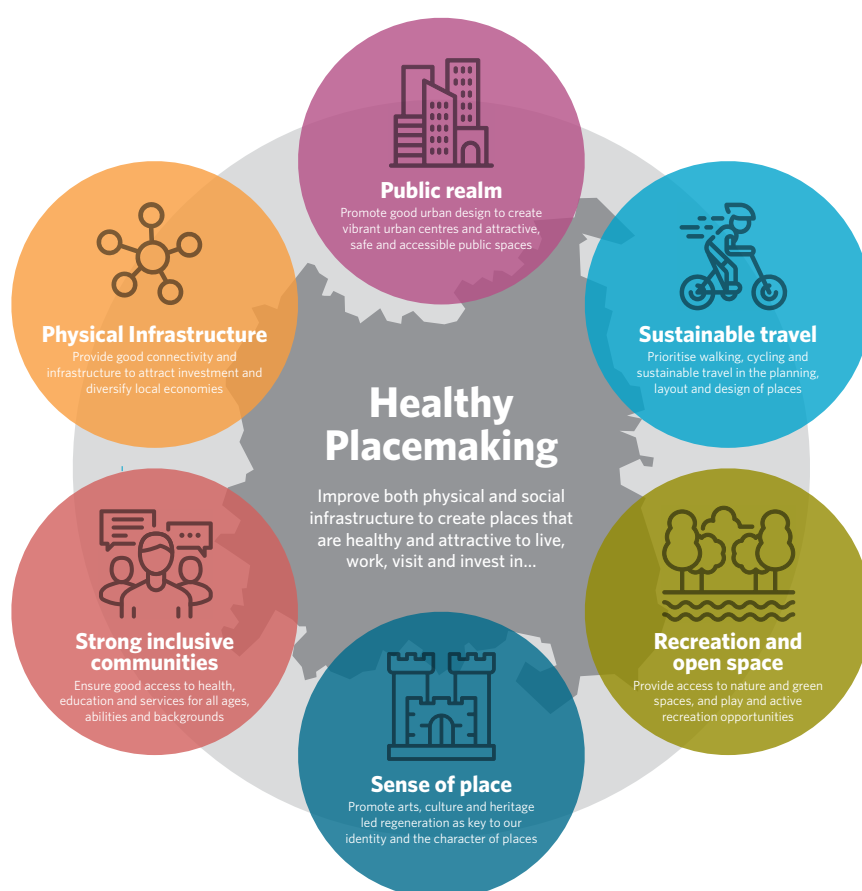 Public realm
Promote good urban design to create
vibrant urban centres and attractive,
safe and accessible public spaces
Physical Infrastructure
Provide good connectivity and
infrastructure to attract investment and
diversify local economies
Sustainable travel
Prioritise walking, cycling and
sustainable travel in the planning,
layout and design of places
Healthy
Placemaking
Improve both physical and social
infrastructure to create places that
are healthy and attractive to live,
work, visit and invest in...
Strong inclusive
communities
Ensure good access to health,
education and services for all ages,
abilities and backgrounds
Recreation and
open space
Provide access to nature and green
spaces, and play and active
recreation opportunities
Sense of place
Promote arts, culture and heritage
led regeneration as key to our
identity and the character of places